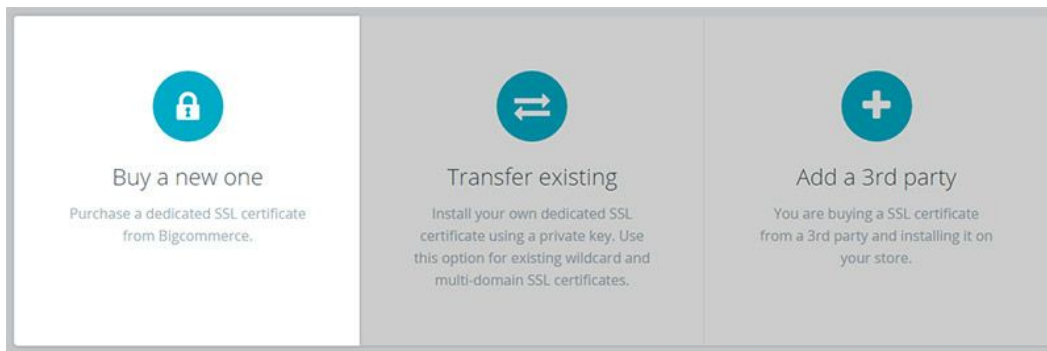 Buy a new one
Purchase a dedicated SSL certificate
from Bigcommerce.
Transfer existing
Install your own dedicated SSL
certificate using a private key. Use
this option for existing wildcard and
multi-domain SSL certificates.
Add a 3rd party
You are buying a SSL certificate
from a 3rd party and installing it on
your store.